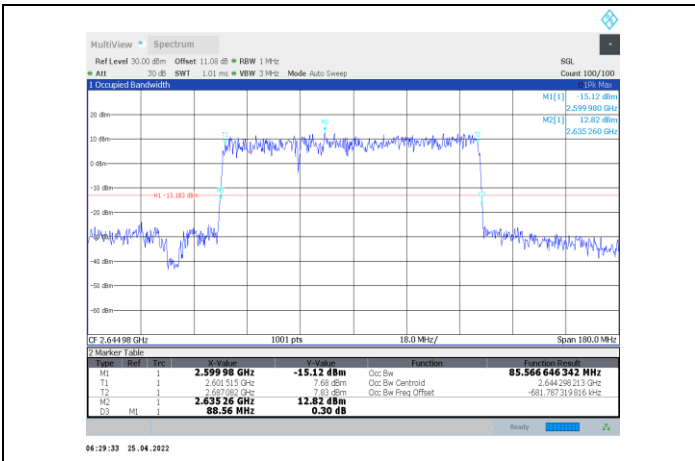 MultiView Spectrum
Ref Level 30.00 dBm Offset 11.08 dB RBW 1 MHz SGL
Att 30 dB SWT 1.01 ms VBW 3 MHz Mode Auto Sweep Count 100/100
1 Occupied Bandwidth 1Pk Max
M1[1] -15.12 dBm
2.599 980 GHz
M2[1] 12.82 dBm
2.635 260 GHz
20 dBm
10 dBm
0 dBm
-10 dBm
H1 -13.183 dBm
-20 dBm
-30 dBm
-40 dBm
-50 dBm
-60 dBm
CF 2.64498 GHz 1001 pts 18.0 MHz/ Span 180.0 MHz
2 Marker Table
Type Ref Trc X-Value Y-Value Function Function Result
M1 1 2.599 98 GHz -15.12 dBm Occ Bw 85.566 646 342 MHz
T1 1 2.601 515 GHz 7.68 dBm Occ Bw Centroid 2.644 298 213 GHz
T2 1 2.687 082 GHz 7.83 dBm Occ Bw Freq Offset -681.787 319 816 kHz
M2 1 2.635 26 GHz 12.82 dBm
D3 M1 1 88.56 MHz 0.30 dB
Ready
06:29:33 25.04.2022